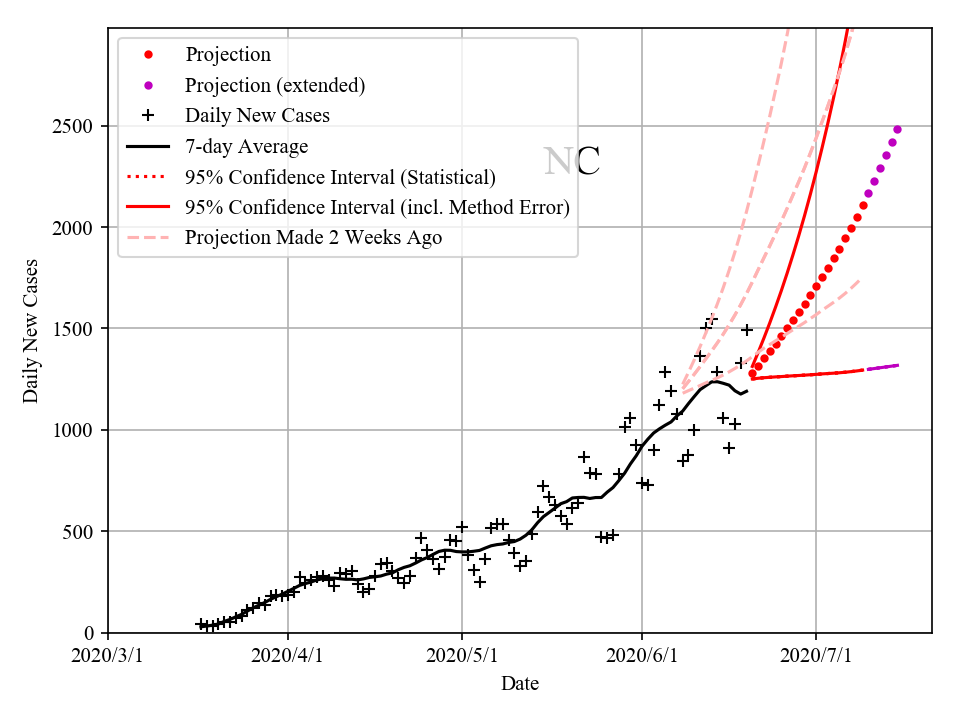 Projection
Projection (extended)
Daily New Cases
7-day Average
95% Confidence Interval (Statistical)
95% Confidence Interval (incl. Method Error)
Projection Made 2 Weeks Ago
NC
2500
2000
1500
1000
500
0
Daily New Cases
2020/3/1 2020/4/1 2020/5/1 2020/6/1 2020/7/1
Date